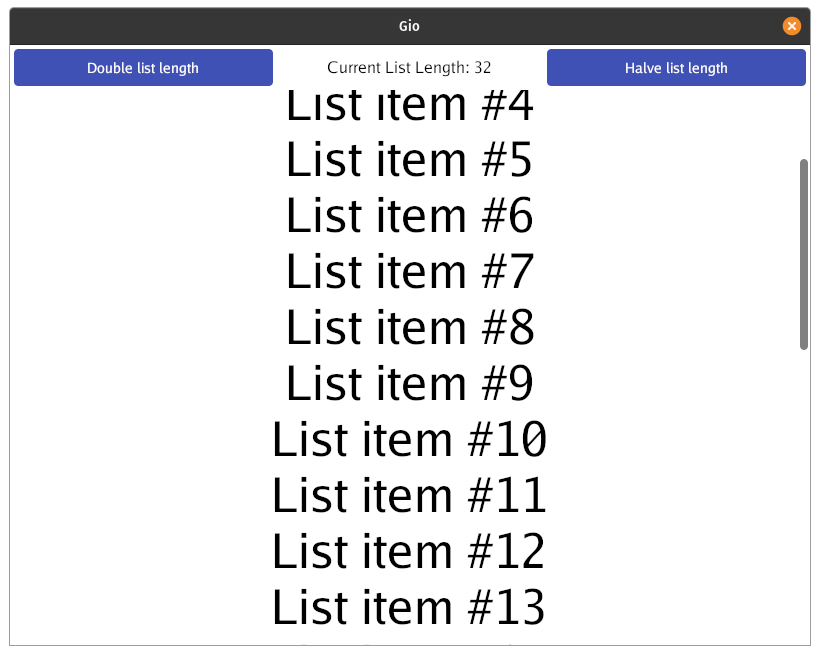 Gio
Double list length Current List Length: 32 Halve list length
List item #4
List item #5
List item #6
List item #7
List item #8
List item #9
List item #10
List item #11
List item #12
List item #13